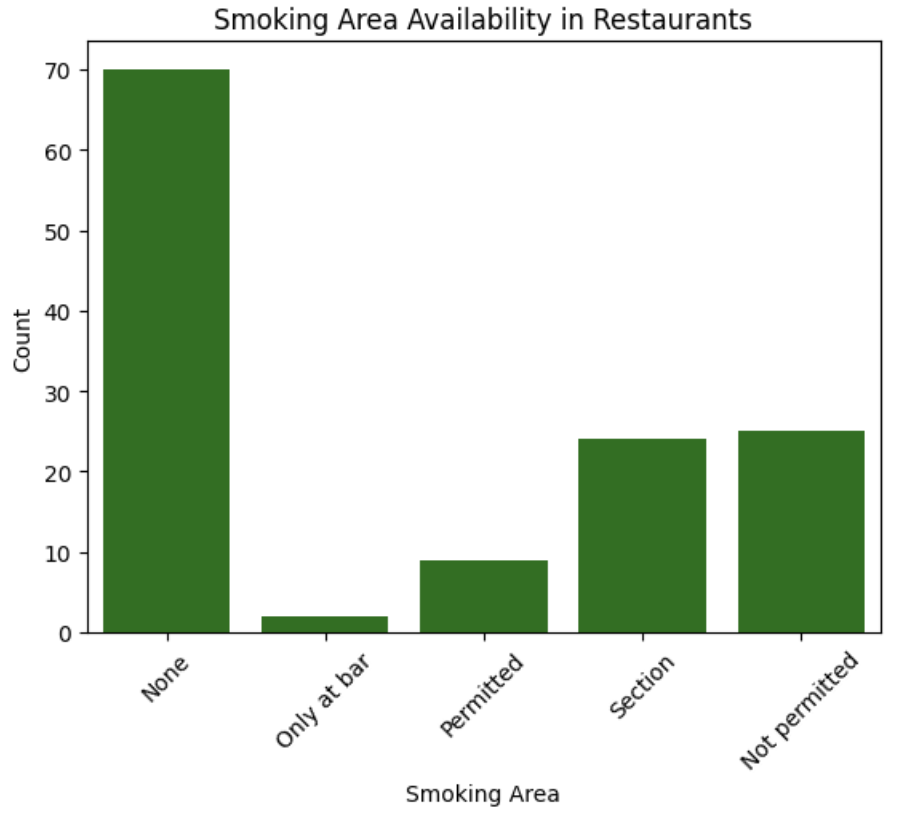 Smoking Area Availability in Restaurants
70
60
50
40
30
20
10
0
Count
None
Only at bar
Permitted
Section
Not permitted
Smoking Area